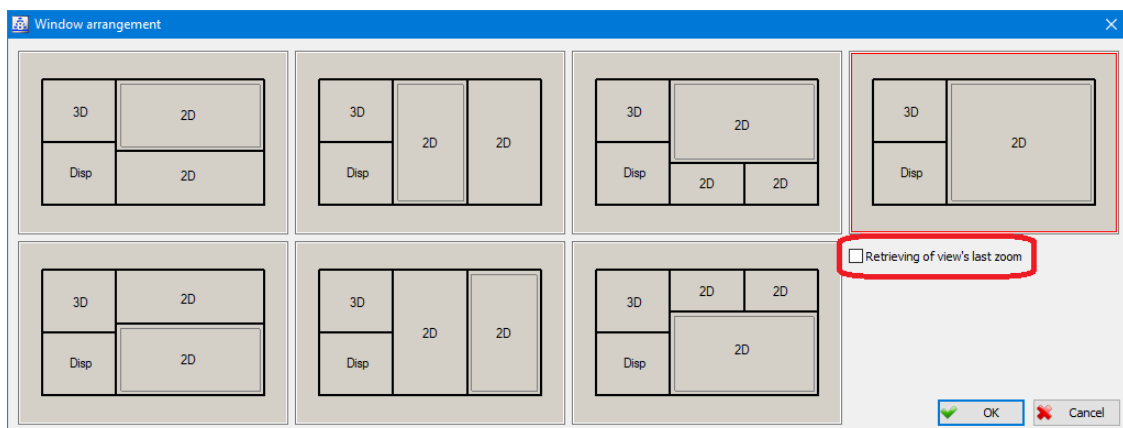 Window arrangement
3D
2D
Disp
2D
3D
2D
2D
Disp
3D
2D
Disp
2D
2D
3D
2D
Disp
Retrieving of view's last zoom
3D
2D
Disp
2D
3D
2D
2D
Disp
3D
2D
2D
Disp
2D
OK
Cancel